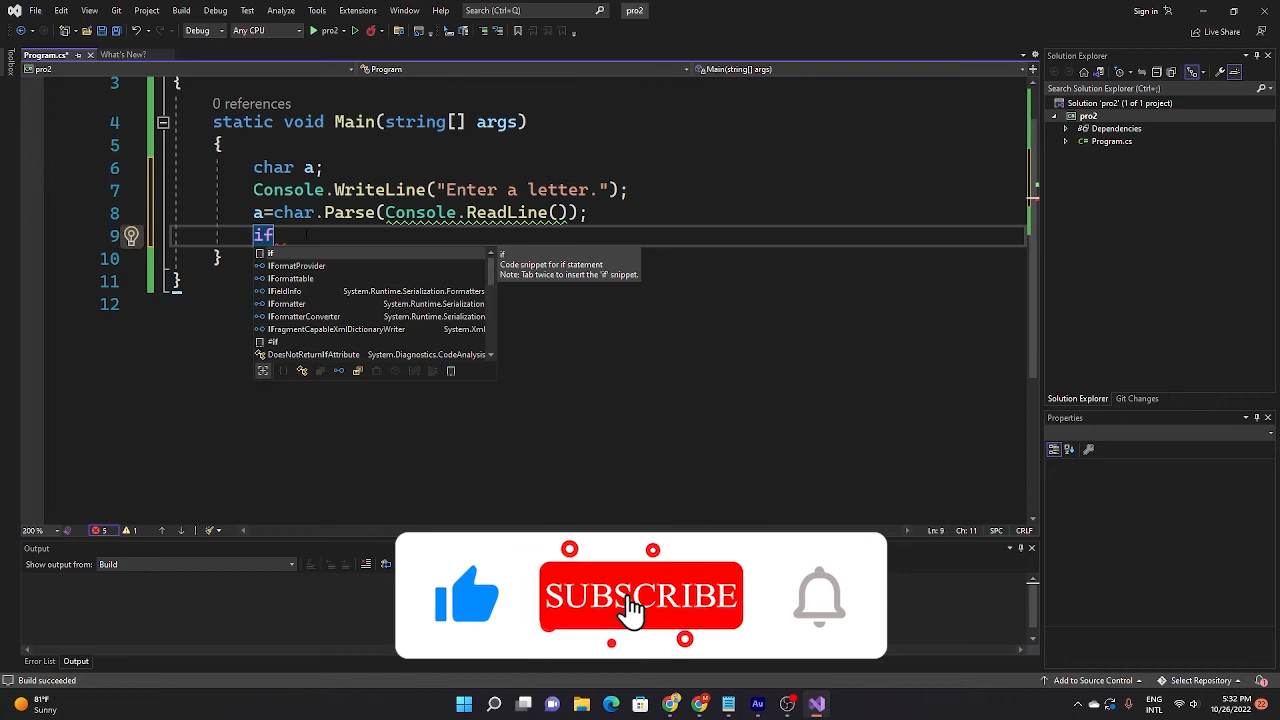 File Edit View Git Project Build Debug Test Analyze Tools Extensions Window Help Search (Ctrl+Q) pro2 Sign in
Debug Any CPU pro2 Live Share
Program.cs* What's New? Solution Explorer
pro2 Program Main(string[] args)
Search Solution Explorer (Ctrl+;)
Solution 'pro2' (1 of 1 project)
pro2
Dependencies
Program.cs
3 {
0 references
4 static void Main(string[] args)
5 {
6 char a;
7 Console.WriteLine("Enter a letter.");
8 a=char.Parse(Console.ReadLine());
9 if
10 }
11 }
12
if
IFormatProvider
IFormattable
IFieldInfo System.Runtime.Serialization.Formatters
IFormatter System.Runtime.Serialization
IFormatterConverter System.Runtime.Serialization
IFragmentCapableXmlDictionaryWriter System.Xml
#if
DoesNotReturnIfAttribute System.Diagnostics.CodeAnalysis
if
Code snippet for if statement
Note: Tab twice to insert the 'if' snippet.
Solution Explorer Git Changes
Properties
200 % 5 1 Ln: 9 Ch: 11 SPC CRLF
Output
Show output from: Build
SUBSCRIBE
Error List Output
Build succeeded Add to Source Control Select Repository
81°F
Sunny
ENG
INTL
5:32 PM
10/26/2022